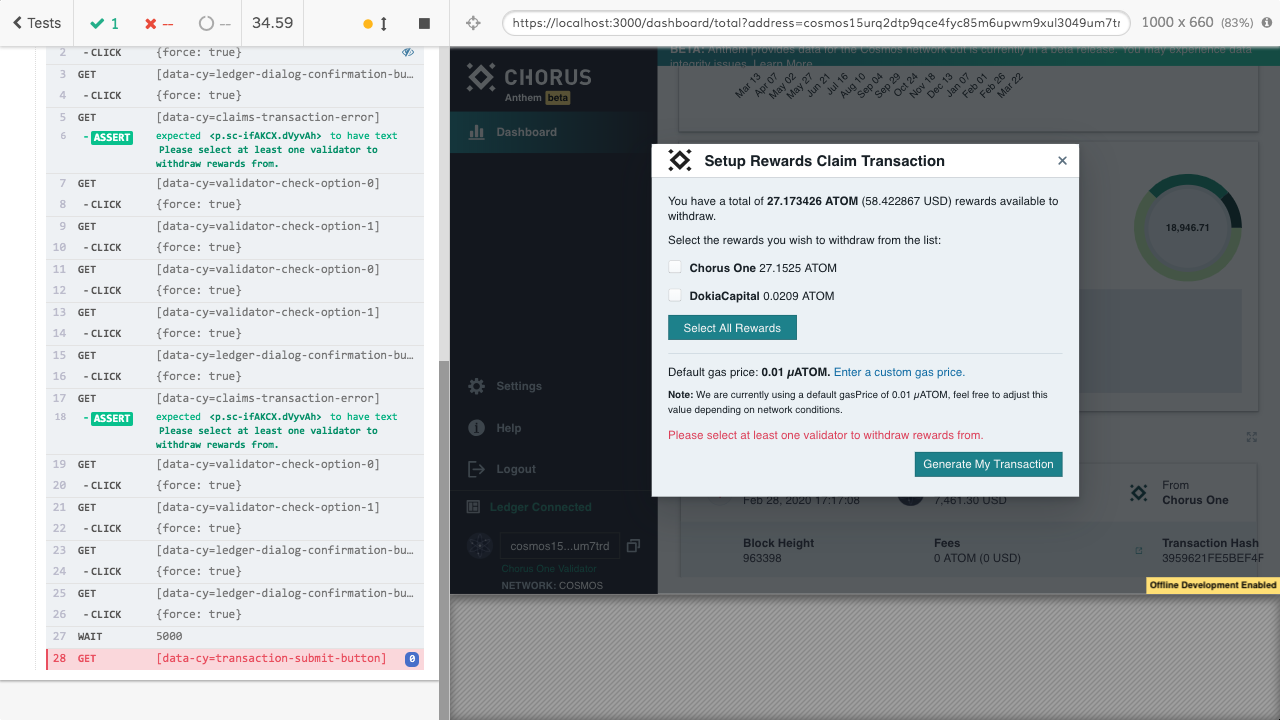 Tests
1
--
--
34.59
https://localhost:3000/dashboard/total?address=cosmos15urq2dtp9qce4fyc85m6upwm9xul3049um7tr
1000 x 660 (83%)
2 -CLICK {force: true}
3 GET [data-cy=ledger-dialog-confirmation-bu…
4 -CLICK {force: true}
5 GET [data-cy=claims-transaction-error]
6 -ASSERT expected <p.sc-ifAKCX.dVyvAh> to have text
Please select at least one validator to
withdraw rewards from.
7 GET [data-cy=validator-check-option-0]
8 -CLICK {force: true}
9 GET [data-cy=validator-check-option-1]
10 -CLICK {force: true}
11 GET [data-cy=validator-check-option-0]
12 -CLICK {force: true}
13 GET [data-cy=validator-check-option-1]
14 -CLICK {force: true}
15 GET [data-cy=ledger-dialog-confirmation-bu…
16 -CLICK {force: true}
17 GET [data-cy=claims-transaction-error]
18 -ASSERT expected <p.sc-ifAKCX.dVyvAh> to have text
Please select at least one validator to
withdraw rewards from.
19 GET [data-cy=validator-check-option-0]
20 -CLICK {force: true}
21 GET [data-cy=validator-check-option-1]
22 -CLICK {force: true}
23 GET [data-cy=ledger-dialog-confirmation-bu…
24 -CLICK {force: true}
25 GET [data-cy=ledger-dialog-confirmation-bu…
26 -CLICK {force: true}
27 WAIT 5000
28 GET [data-cy=transaction-submit-button] 0
BETA: Anthem provides data for the Cosmos network but is currently in a beta release. You may experience data
integrity issues. Learn More.
CHORUS
Anthem beta
Dashboard
Settings
Help
Logout
Ledger Connected
cosmos15...um7trd
Chorus One Validator
NETWORK: COSMOS
Mar 13
Apr 07
May 02
May 27
Jun 21
Jul 16
Aug 10
Sep 04
Sep 29
Oct 24
Nov 18
Dec 13
Jan 07
Feb 01
Feb 26
Mar 22
18,946.71
Setup Rewards Claim Transaction
You have a total of 27.173426 ATOM (58.422867 USD) rewards available to
withdraw.
Select the rewards you wish to withdraw from the list:
Chorus One 27.1525 ATOM
DokiaCapital 0.0209 ATOM
Select All Rewards
Default gas price: 0.01 µATOM. Enter a custom gas price.
Note: We are currently using a default gasPrice of 0.01 µATOM, feel free to adjust this
value depending on network conditions.
Please select at least one validator to withdraw rewards from.
Generate My Transaction
Feb 28, 2020 17:17:08
7,461.30 USD
From
Chorus One
Block Height
963398
Fees
0 ATOM (0 USD)
Transaction Hash
3959621FE5BEF4F
Offline Development Enabled